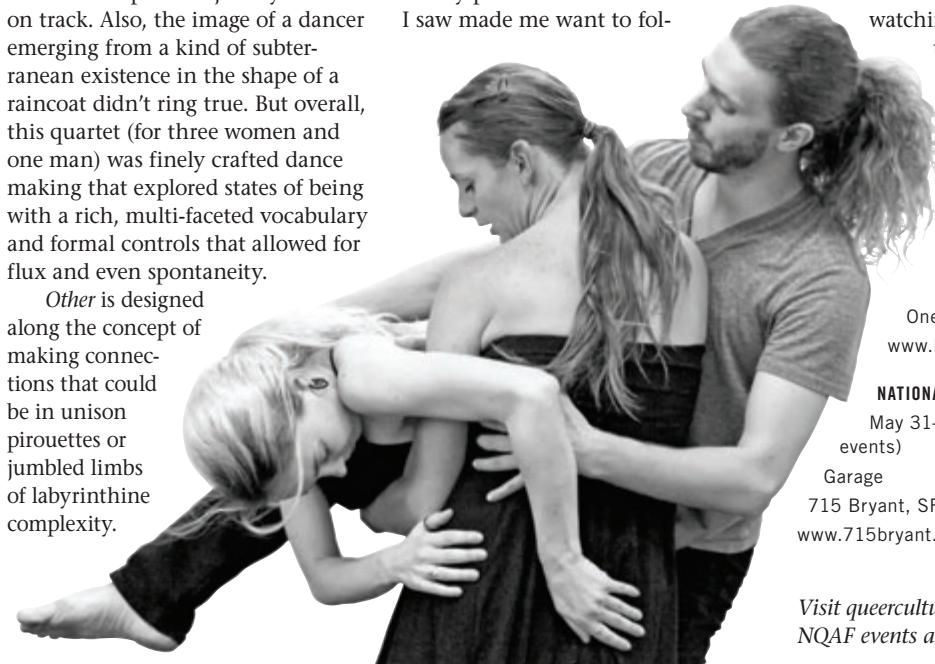 on track. Also, the image of a dancer
emerging from a kind of subter-
ranean existence in the shape of a
raincoat didn't ring true. But overall,
this quartet (for three women and
one man) was finely crafted dance
making that explored states of being
with a rich, multi-faceted vocabulary
and formal controls that allowed for
flux and even spontaneity.
Other is designed
along the concept of
making connec-
tions that could
be in unison
pirouettes or
jumbled limbs
of labyrinthine
complexity.
I saw made me want to fol-
One
www.
NATIONA
May 31-
events)
Garage
715 Bryant, SF
www.715bryant.
Visit queercultu
NQAF events a